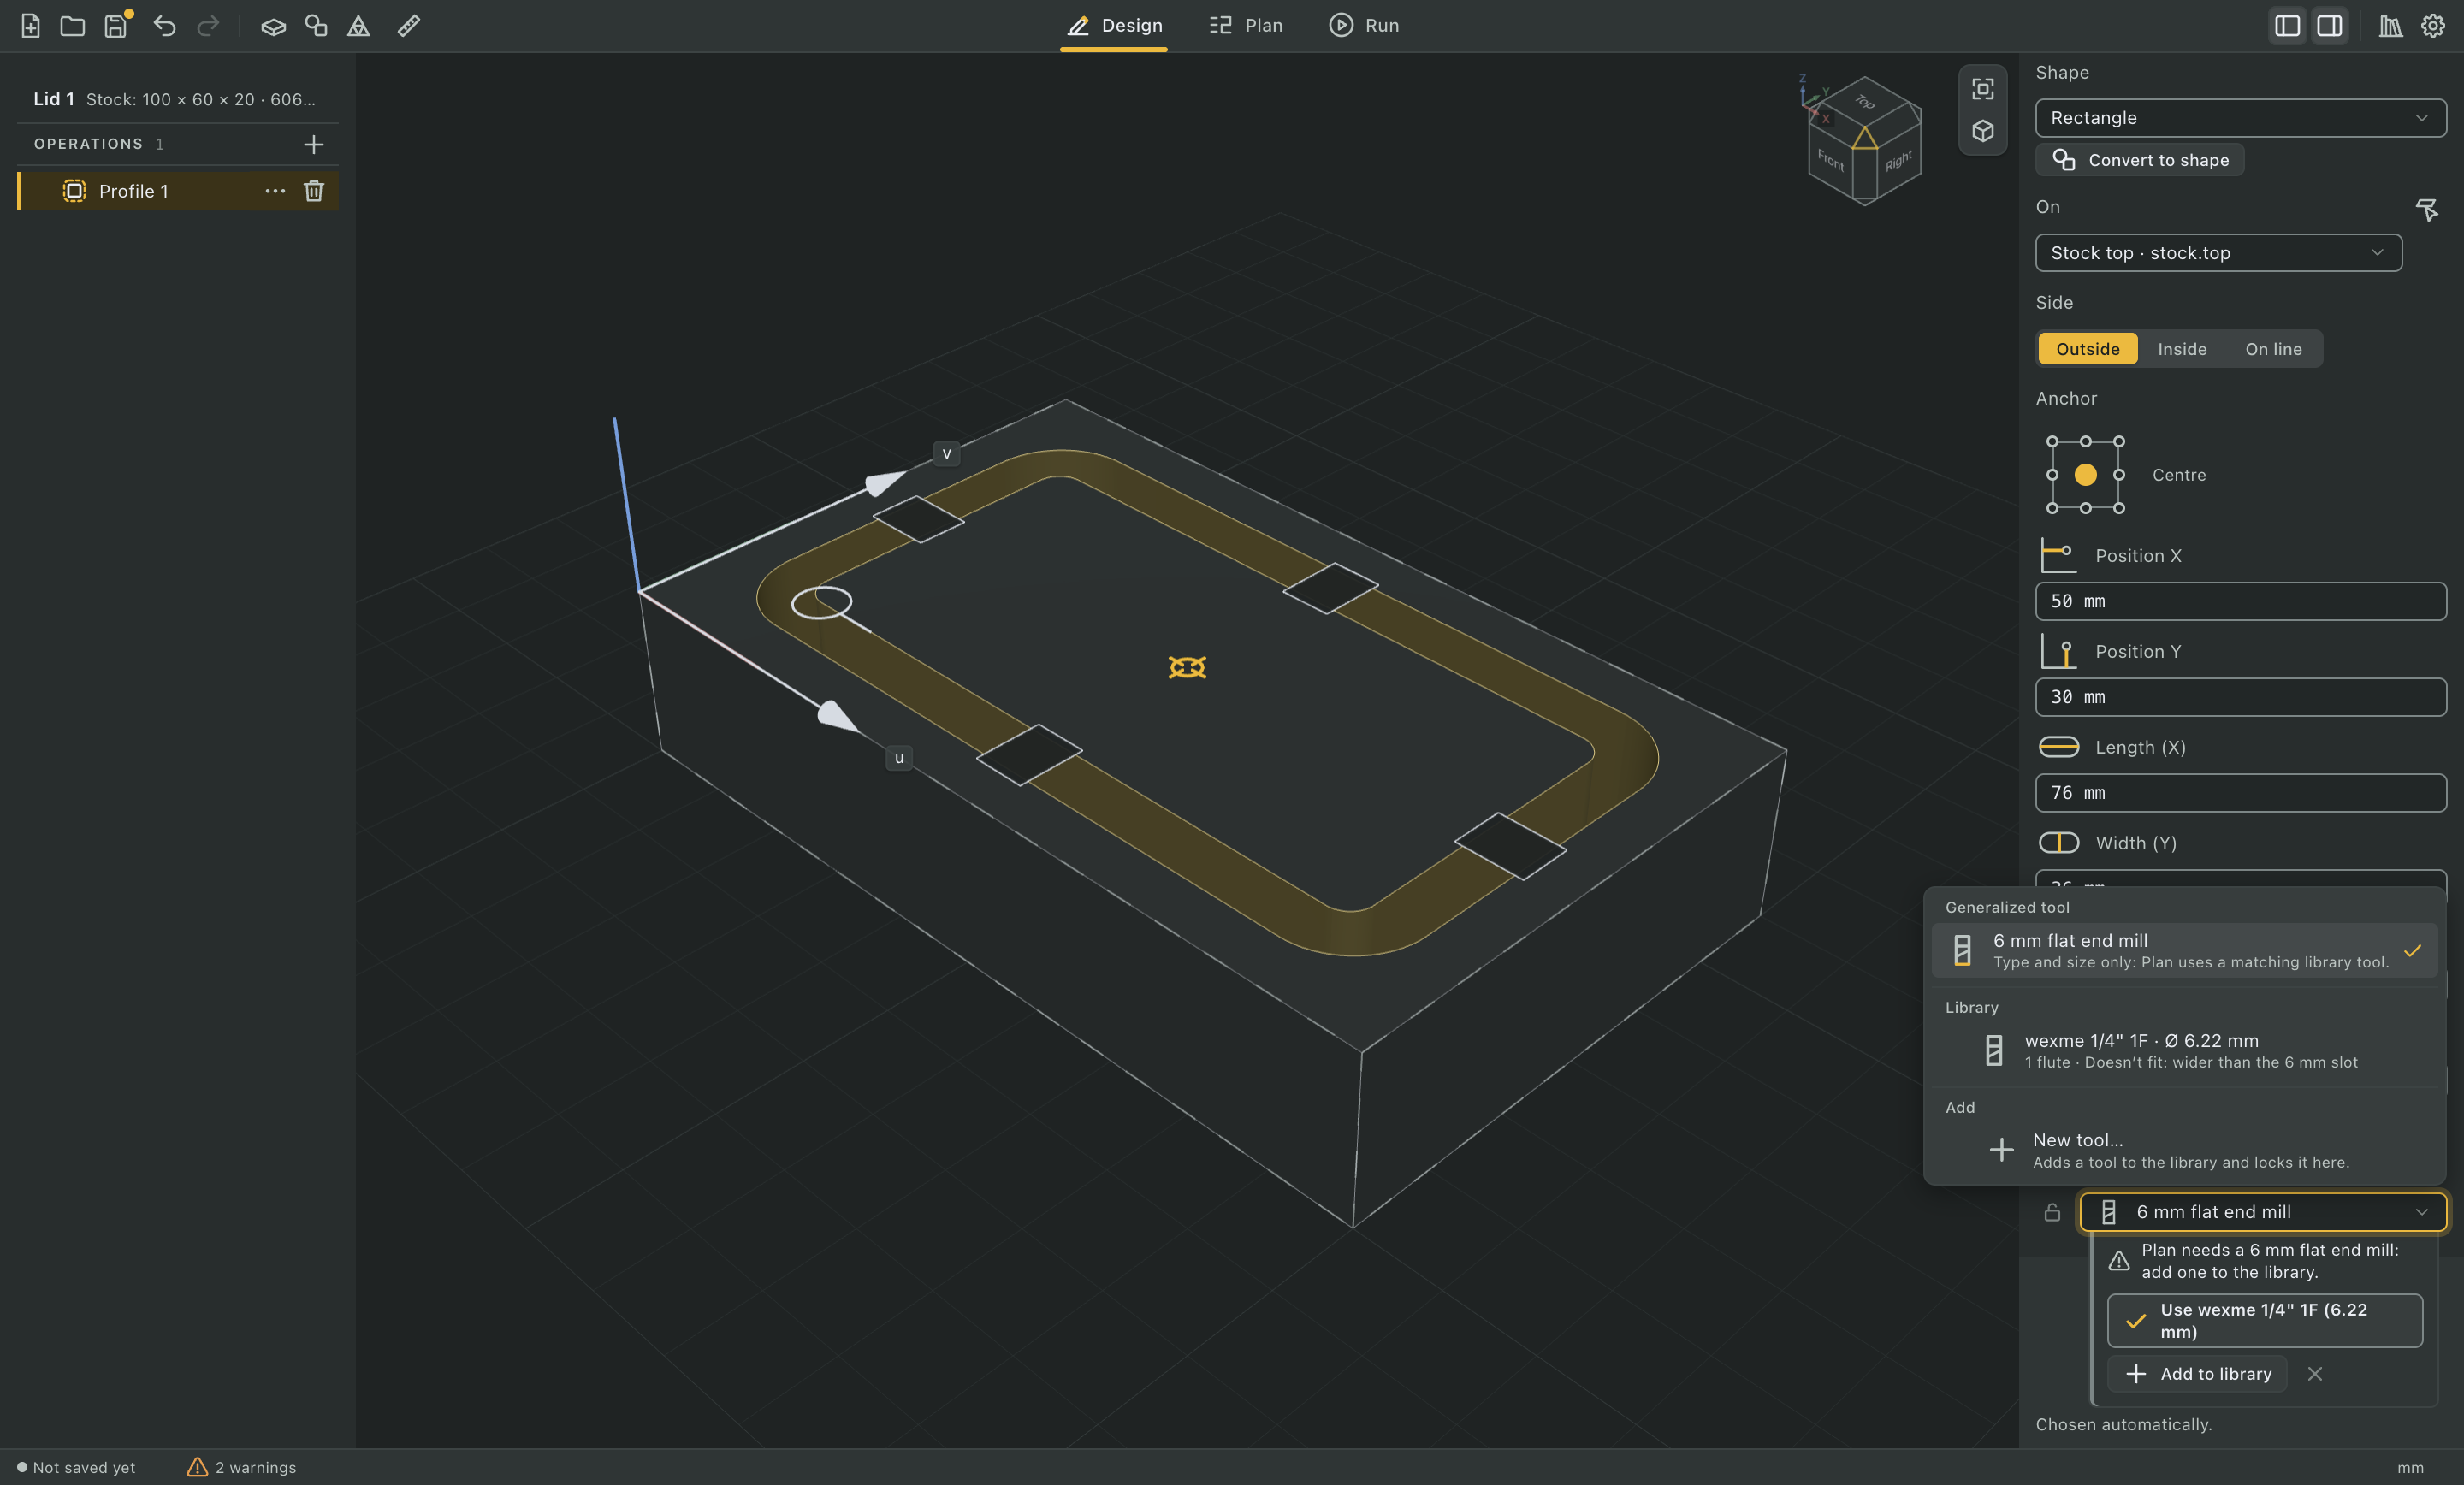 Design
Plan
Run
Lid 1 Stock: 100 × 60 × 20 · 606...
OPERATIONS 1
Profile 1
v
u
Z
Y
X
Top
Front
Right
Shape
Rectangle
Convert to shape
On
Stock top · stock.top
Side
Outside
Inside
On line
Anchor
Centre
Position X
50 mm
Position Y
30 mm
Length (X)
76 mm
Width (Y)
Generalized tool
6 mm flat end mill
Type and size only: Plan uses a matching library tool.
Library
wexme 1/4" 1F · Ø 6.22 mm
1 flute · Doesn’t fit: wider than the 6 mm slot
Add
New tool...
Adds a tool to the library and locks it here.
6 mm flat end mill
Plan needs a 6 mm flat end mill:
add one to the library.
Use wexme 1/4" 1F (6.22
mm)
Add to library
Chosen automatically.
Not saved yet
2 warnings
mm